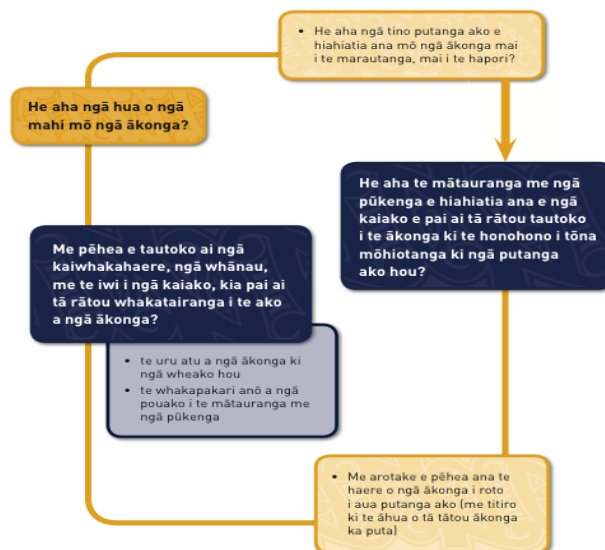 • He aha ngā tino putanga ako e
hiahiatia ana mō ngā ākonga mai
i te marautanga, mai i te hapori?
He aha ngā hua o ngā
mahi mō ngā ākonga?
He aha te mātauranga me ngā
pūkenga e hiahiatia ana e ngā
kaiako e pai ai tā rātou tautoko
i te ākonga ki te honohono i tōna
mōhiotanga ki ngā putanga
ako hou?
Me pēhea e tautoko ai ngā
kaiwhakahaere, ngā whānau,
me te iwi i ngā kaiako, kia pai ai
tā rātou whakatairanga i te ako
a ngā ākonga?
• te uru atu a ngā ākonga ki
ngā wheako hou
• te whakapakari anō a ngā
pouako i te mātauranga me
ngā pūkenga
• Me arotake e pēhea ana te
haere o ngā ākonga i roto
i aua putanga ako (me titiro
ki te āhua o tā tātou ākonga
ka puta)